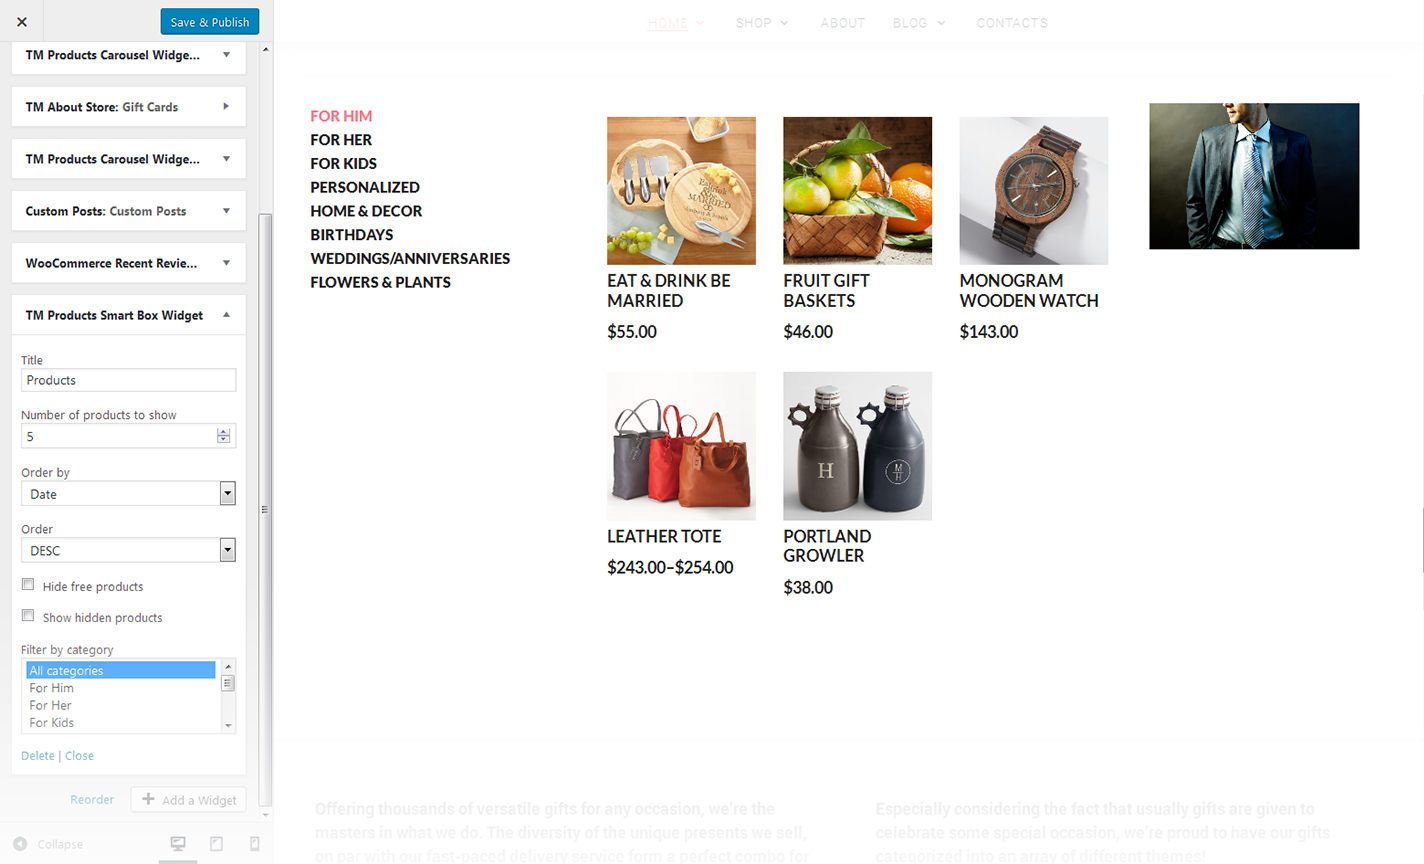 Save & Publish
TM Products Carousel Widge...
TM About Store: Gift Cards
TM Products Carousel Widge...
Custom Posts: Custom Posts
WooCommerce Recent Revie...
TM Products Smart Box Widget
Title
Products
Number of products to show
5
Order by
Date
Order
DESC
Hide free products
Show hidden products
Filter by category
All categories
For Him
For Her
For Kids
Delete | Close
Reorder
Add a Widget
Collapse
HOME SHOP ABOUT BLOG CONTACTS
FOR HIM
FOR HER
FOR KIDS
PERSONALIZED
HOME & DECOR
BIRTHDAYS
WEDDINGS/ANNIVERSARIES
FLOWERS & PLANTS
Eat
drink
be
MARRIED
EAT & DRINK BE
MARRIED
$55.00
FRUIT GIFT
BASKETS
$46.00
MONOGRAM
WOODEN WATCH
$143.00
LEATHER TOTE
$243.00–$254.00
H
M
H
PORTLAND
GROWLER
$38.00
Offering thousands of versatile gifts for any occasion, we're the
masters in what we do. The diversity of the unique presents we sell,
on par with our fast-paced delivery service form a perfect combo for
Especially considering the fact that usually gifts are given to
celebrate some special occasion, we're proud to have our gifts
categorized into an array of different themes!